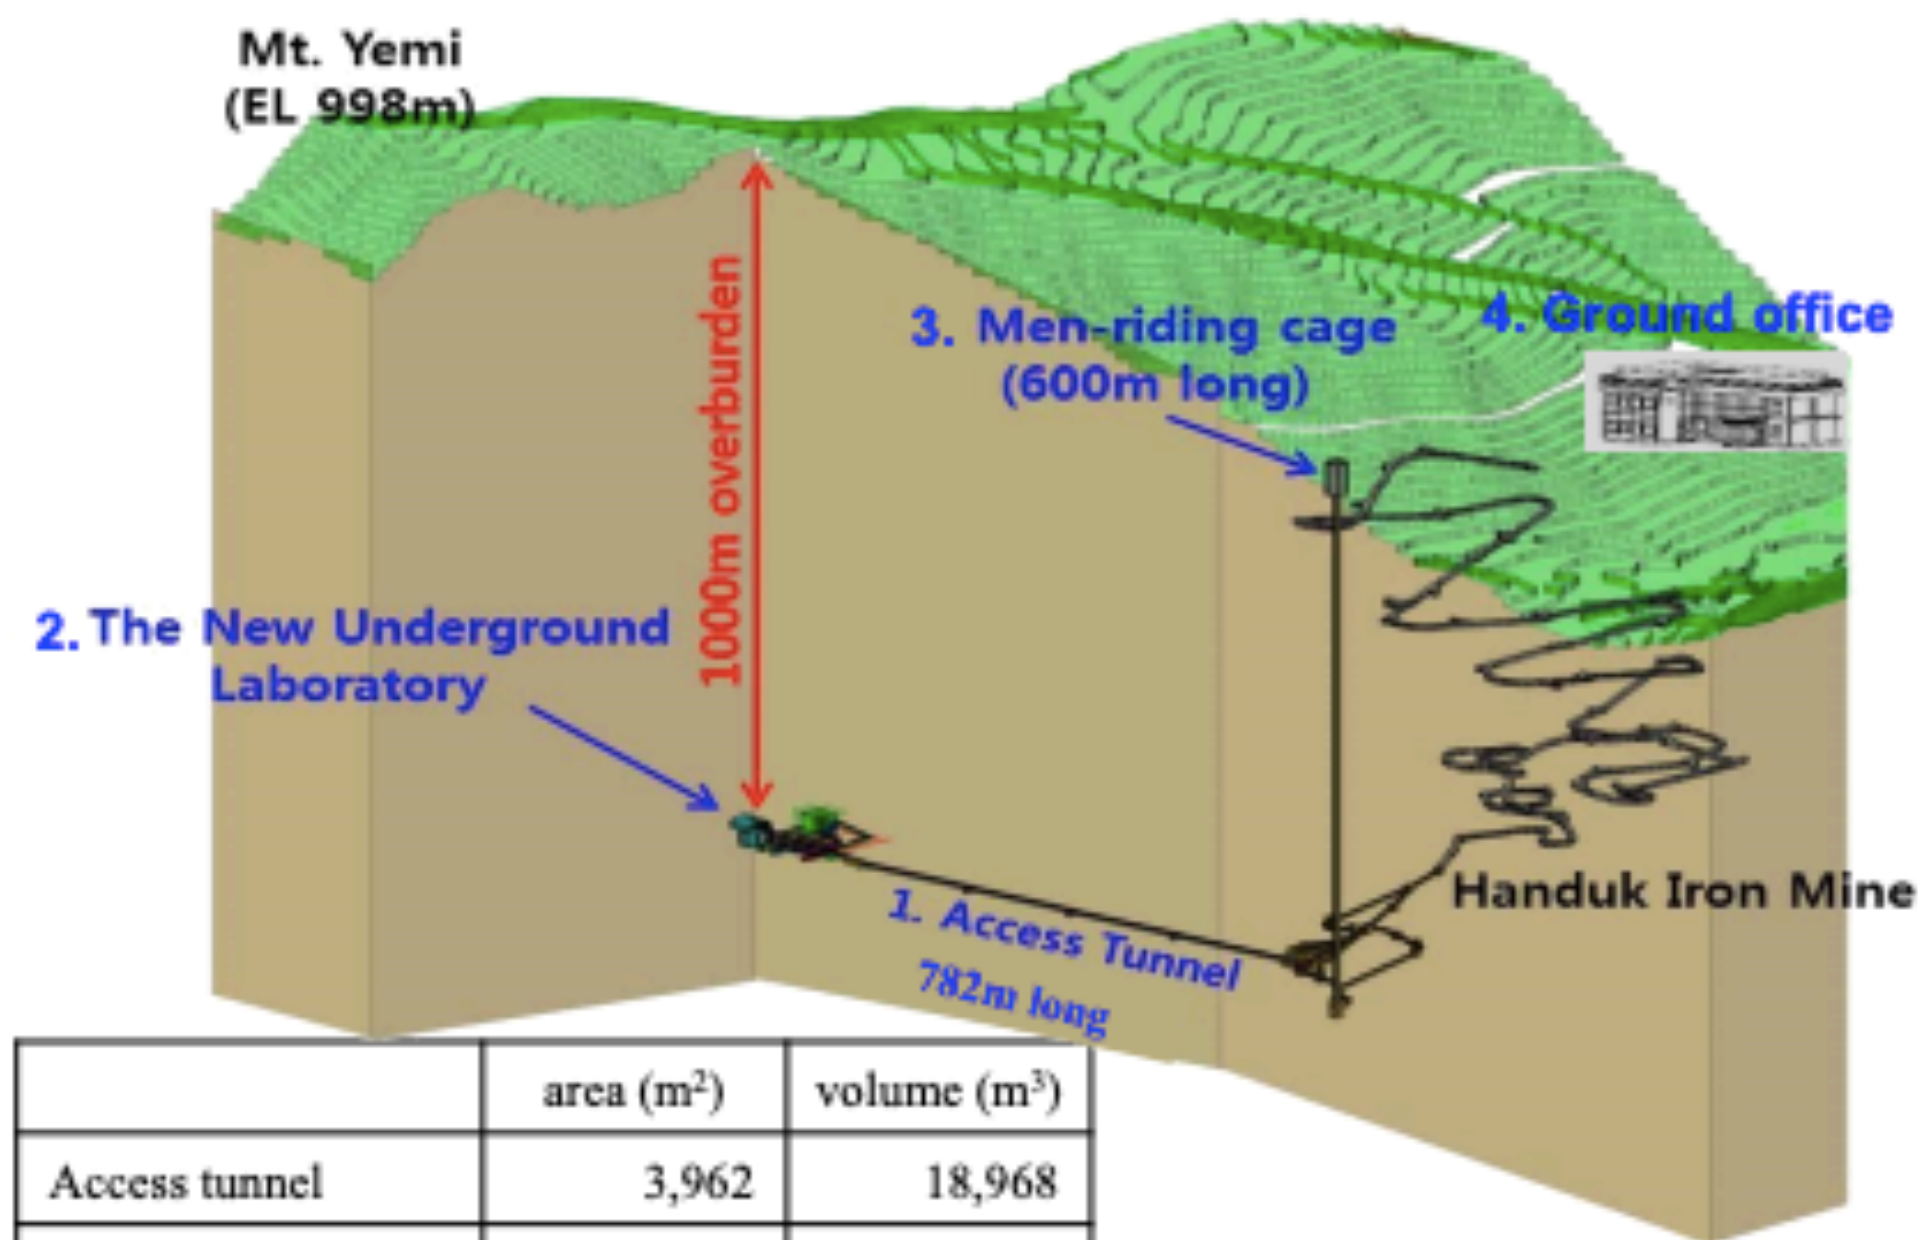 Mt. Yemi
(EL 998m)
3. Men-riding cage
(600m long)
4. Ground office
1000m overburden
2. The New Underground
Laboratory
1. Access Tunnel
782m long
Handuk Iron Mine
area (m²) volume (m³)
Access tunnel 3,962 18,968